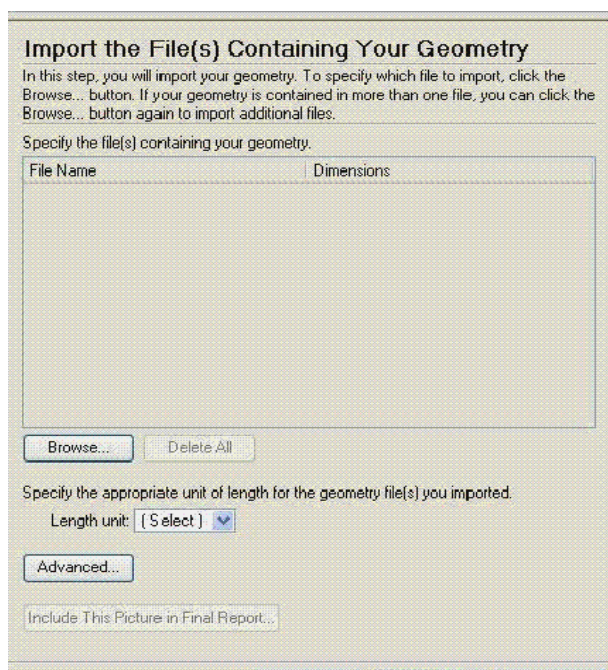 Import the File(s) Containing Your Geometry
In this step, you will import your geometry. To specify which file to import, click the
Browse... button. If your geometry is contained in more than one file, you can click the
Browse... button again to import additional files.
Specify the file(s) containing your geometry.
File Name Dimensions
Browse... Delete All
Specify the appropriate unit of length for the geometry file(s) you imported.
Length unit: (Select)
Advanced...
Include This Picture in Final Report...